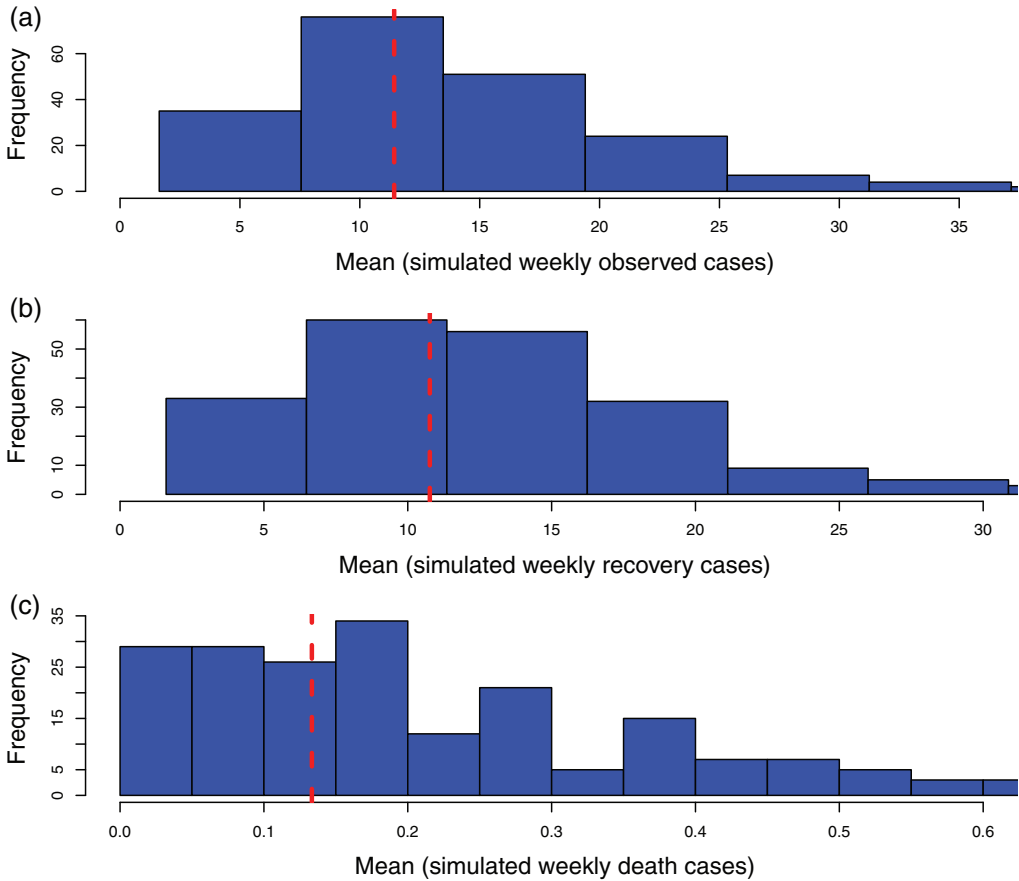 (a)
Frequency
0 20 40 60
0 5 10 15 20 25 30 35
Mean (simulated weekly observed cases)
(b)
Frequency
0 10 30 50
0 5 10 15 20 25 30
Mean (simulated weekly recovery cases)
(c)
Frequency
0 5 15 25 35
0.0 0.1 0.2 0.3 0.4 0.5 0.6
Mean (simulated weekly death cases)